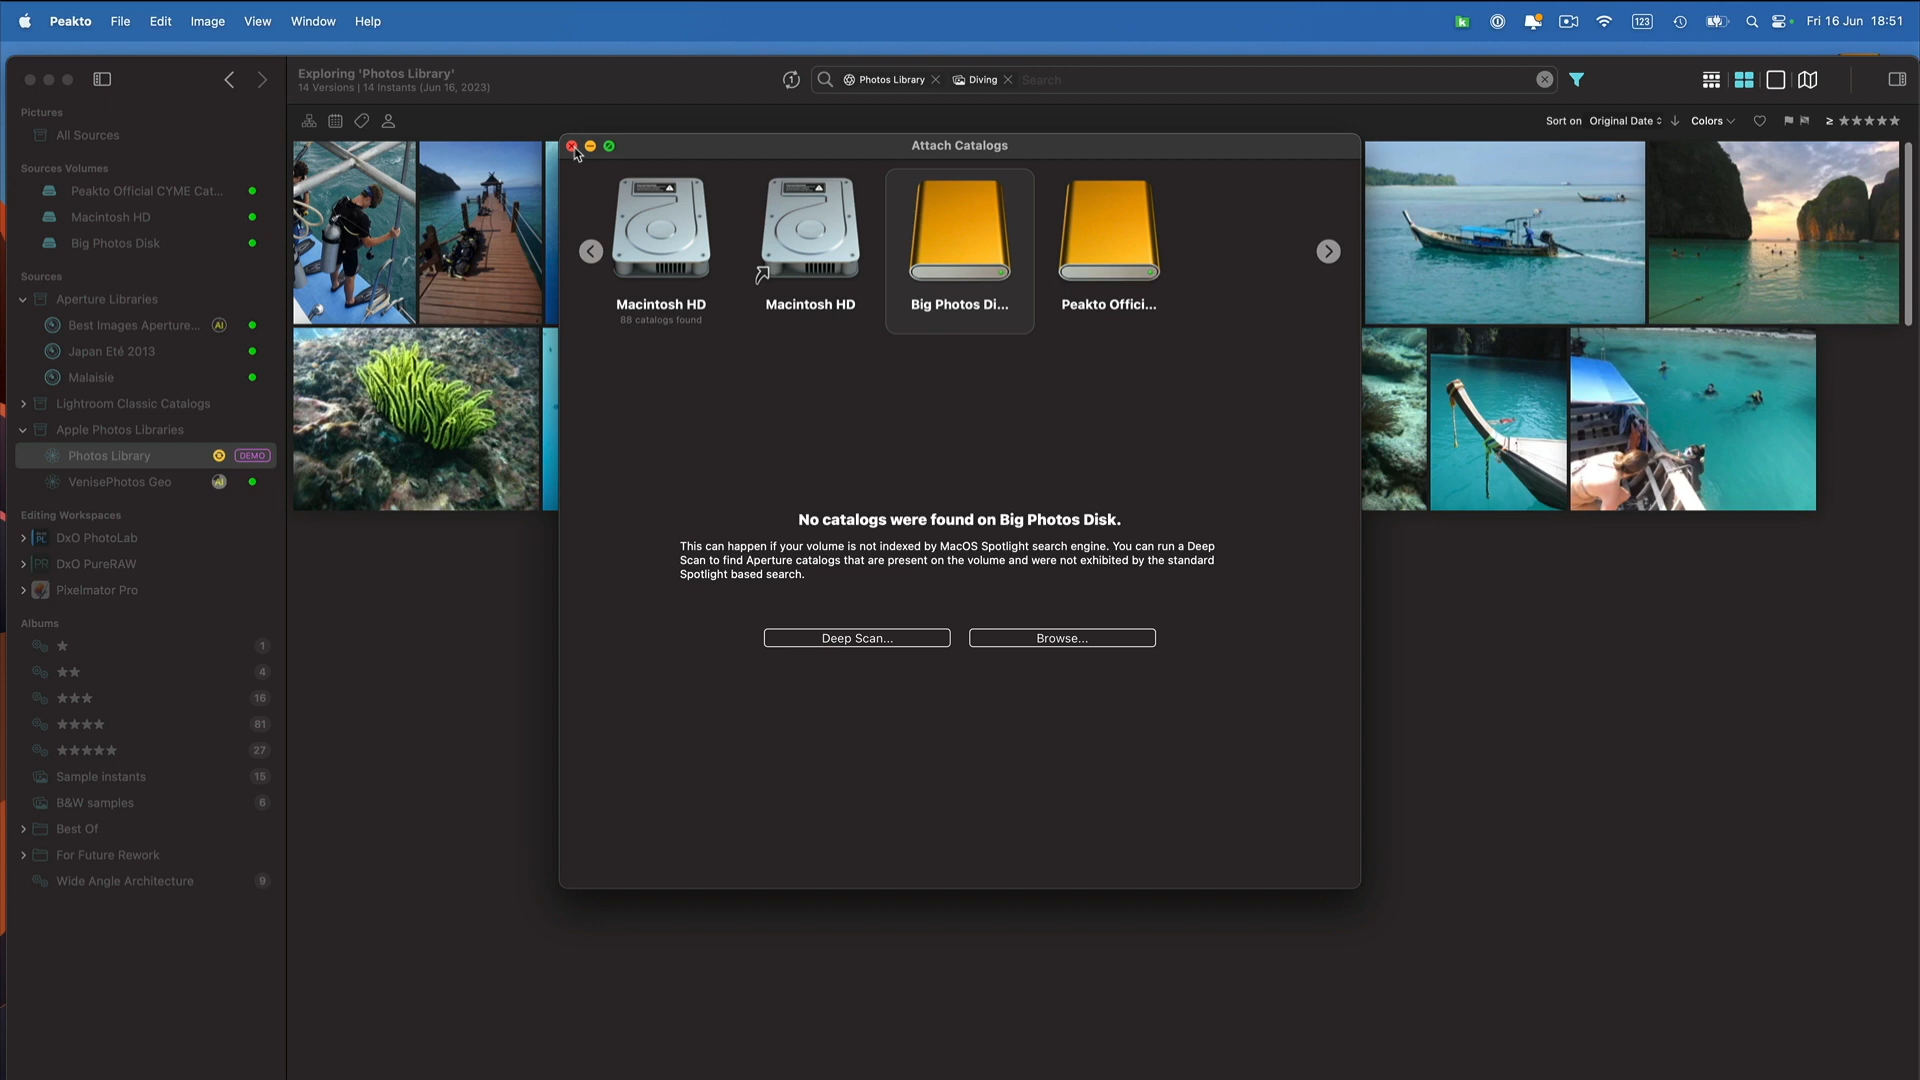 Peakto File Edit Image View Window Help
123
Fri 16 Jun 18:51
Exploring 'Photos Library'
14 Versions | 14 Instants (Jun 16, 2023)
1
Photos Library Diving Search
Sort on Original Date
Colors
≥ ★★★★★
Pictures
All Sources
Sources Volumes
Peakto Official CYME Cat...
Macintosh HD
Big Photos Disk
Sources
Aperture Libraries
Best Images Aperture... AI
Japan Eté 2013
Malaisie
Lightroom Classic Catalogs
Apple Photos Libraries
Photos Library DEMO
VenisePhotos Geo AI
Editing Workspaces
PL DxO PhotoLab
PR DxO PureRAW
Pixelmator Pro
Albums
★ 1
★★ 4
★★★ 16
★★★★ 81
★★★★★ 27
Sample instants 15
B&W samples 6
Best Of
For Future Rework
Wide Angle Architecture 9
Attach Catalogs
Macintosh HD
88 catalogs found
Macintosh HD
Big Photos Di...
Peakto Offici...
No catalogs were found on Big Photos Disk.
This can happen if your volume is not indexed by MacOS Spotlight search engine. You can run a Deep
Scan to find Aperture catalogs that are present on the volume and were not exhibited by the standard
Spotlight based search.
Deep Scan...
Browse...